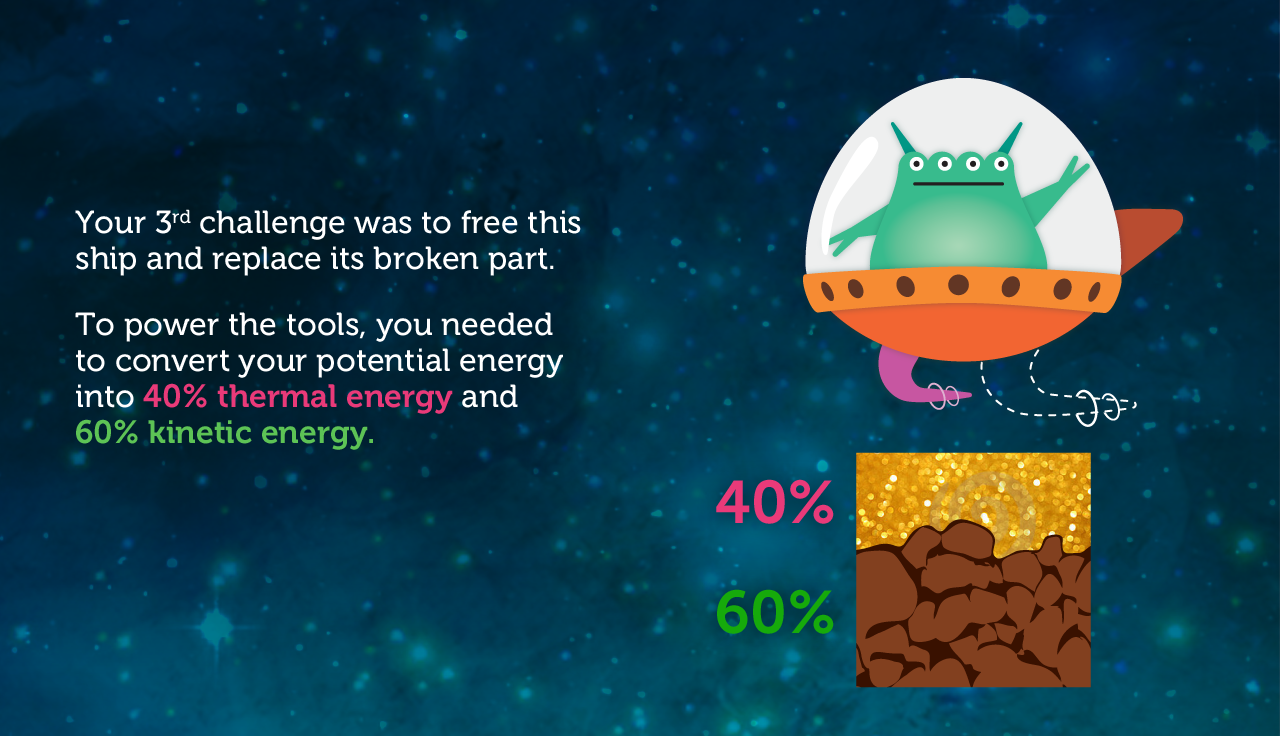 Your 3rd challenge was to free this
ship and replace its broken part.
To power the tools, you needed
to convert your potential energy
into 40% thermal energy and
60% kinetic energy.
40%
60%